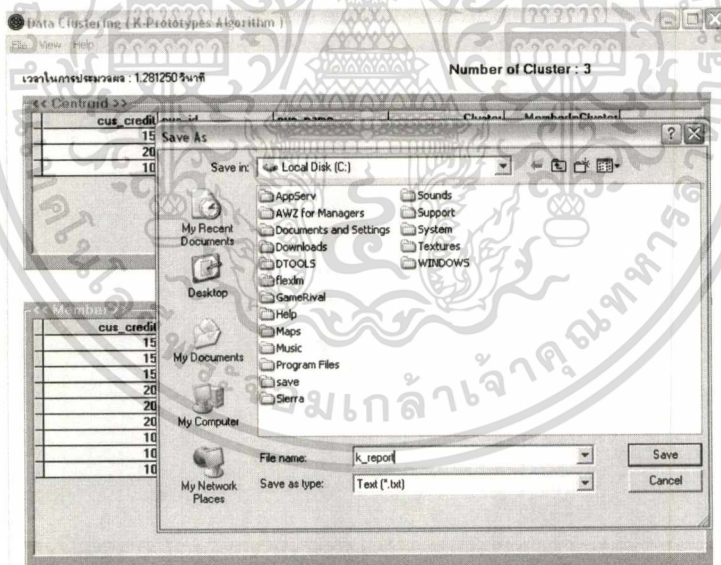 Data Clustering ( K-Prototypes Algorithm )
File View Help
เวลาในการประมวลผล : 1.281250 วินาที
Number of Cluster : 3
<< Centroid >>
cus_credit cus_id cus_name Cluster MemberInCluster
15
20
10
Save As
Save in: Local Disk (C:)
My Recent Documents
Desktop
My Documents
My Computer
My Network Places
AppServ
AWZ for Managers
Documents and Settings
Downloads
DTOOLS
flexlm
GameRival
Help
Maps
Music
Program Files
save
Sierra
Sounds
Support
System
Textures
WINDOWS
File name: k_report
Save
Save as type: Text (*.txt)
Cancel
<< Member >>
cus_credit
15
15
15
20
20
20
10
10
10